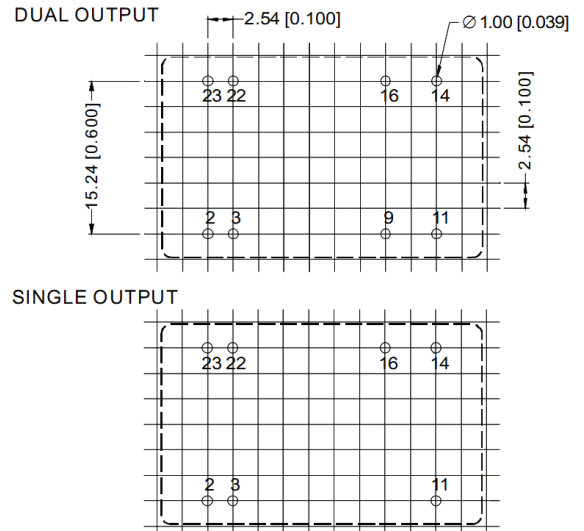 DUAL OUTPUT
2.54 [0.100]
Ø 1.00 [0.039]
23 22 16 14
15.24 [0.600]
2.54 [0.100]
2 3 9 11
SINGLE OUTPUT
23 22 16 14
2 3 11